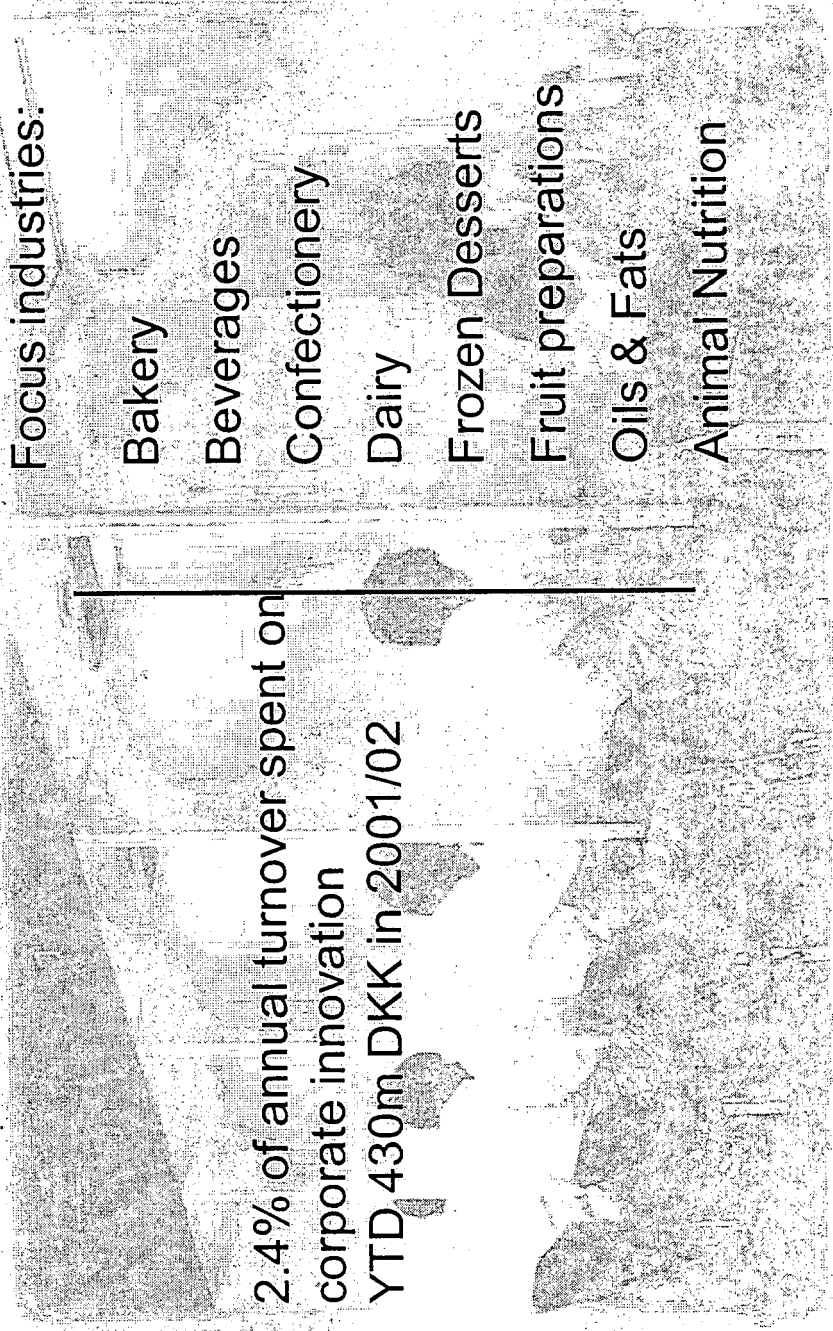 2.4% of annual turnover spent on
corporate innovation
YTD 430m DKK in 2001/02
Focus industries:
Bakery
Beverages
Confectionery
Dairy
Frozen Desserts
Fruit preparations
Oils & Fats
Animal Nutrition